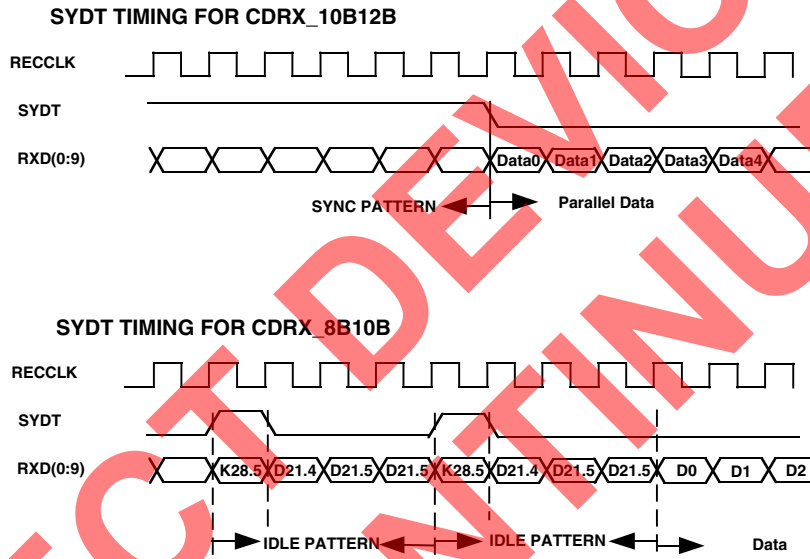 SYDT TIMING FOR CDRX_10B12B
RECCLK
SYDT
RXD(0:9)
Data0 Data1 Data2 Data3 Data4
SYNC PATTERN
Parallel Data
SYDT TIMING FOR CDRX_8B10B
RECCLK
SYDT
RXD(0:9)
K28.5 D21.4 D21.5 D21.5 K28.5 D21.4 D21.5 D21.5 D0 D1 D2
IDLE PATTERN
IDLE PATTERN
Data